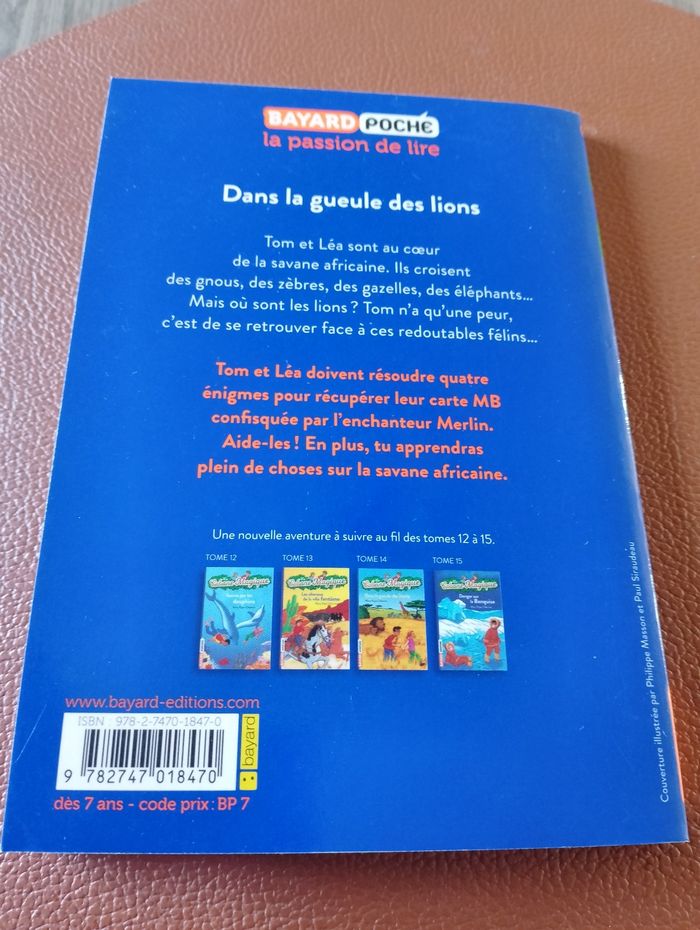 BAYARD POCHE
la passion de lire
Dans la gueule des lions
Tom et Léa sont au cœur
de la savane africaine. Ils croisent
des gnous, des zèbres, des gazelles, des éléphants...
Mais où sont les lions ? Tom n'a qu'une peur,
c'est de se retrouver face à ces redoutables félins...
Tom et Léa doivent résoudre quatre
énigmes pour récupérer leur carte MB
confisquée par l'enchanteur Merlin.
Aide-les ! En plus, tu apprendras
plein de choses sur la savane africaine.
Une nouvelle aventure à suivre au fil des tomes 12 à 15.
TOME 12 TOME 13 TOME 14 TOME 15
www.bayard-editions.com
ISBN : 978-2-7470-1847-0
9 782747 018470
bayard
dès 7 ans - code prix : BP 7
Couverture illustrée par Philippe Masson et Paul Siraudeau